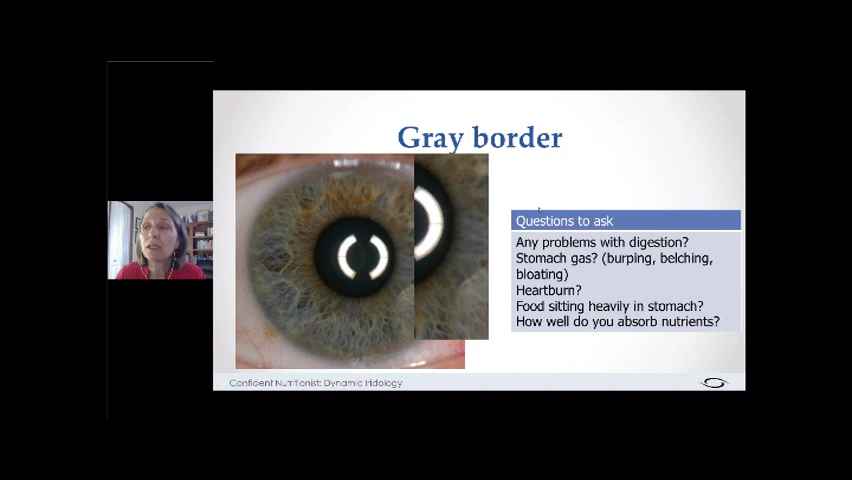 Gray border
Questions to ask
Any problems with digestion?
Stomach gas? (burping, belching,
bloating)
Heartburn?
Food sitting heavily in stomach?
How well do you absorb nutrients?
Confident Nutritionist: Dynamic Iridology